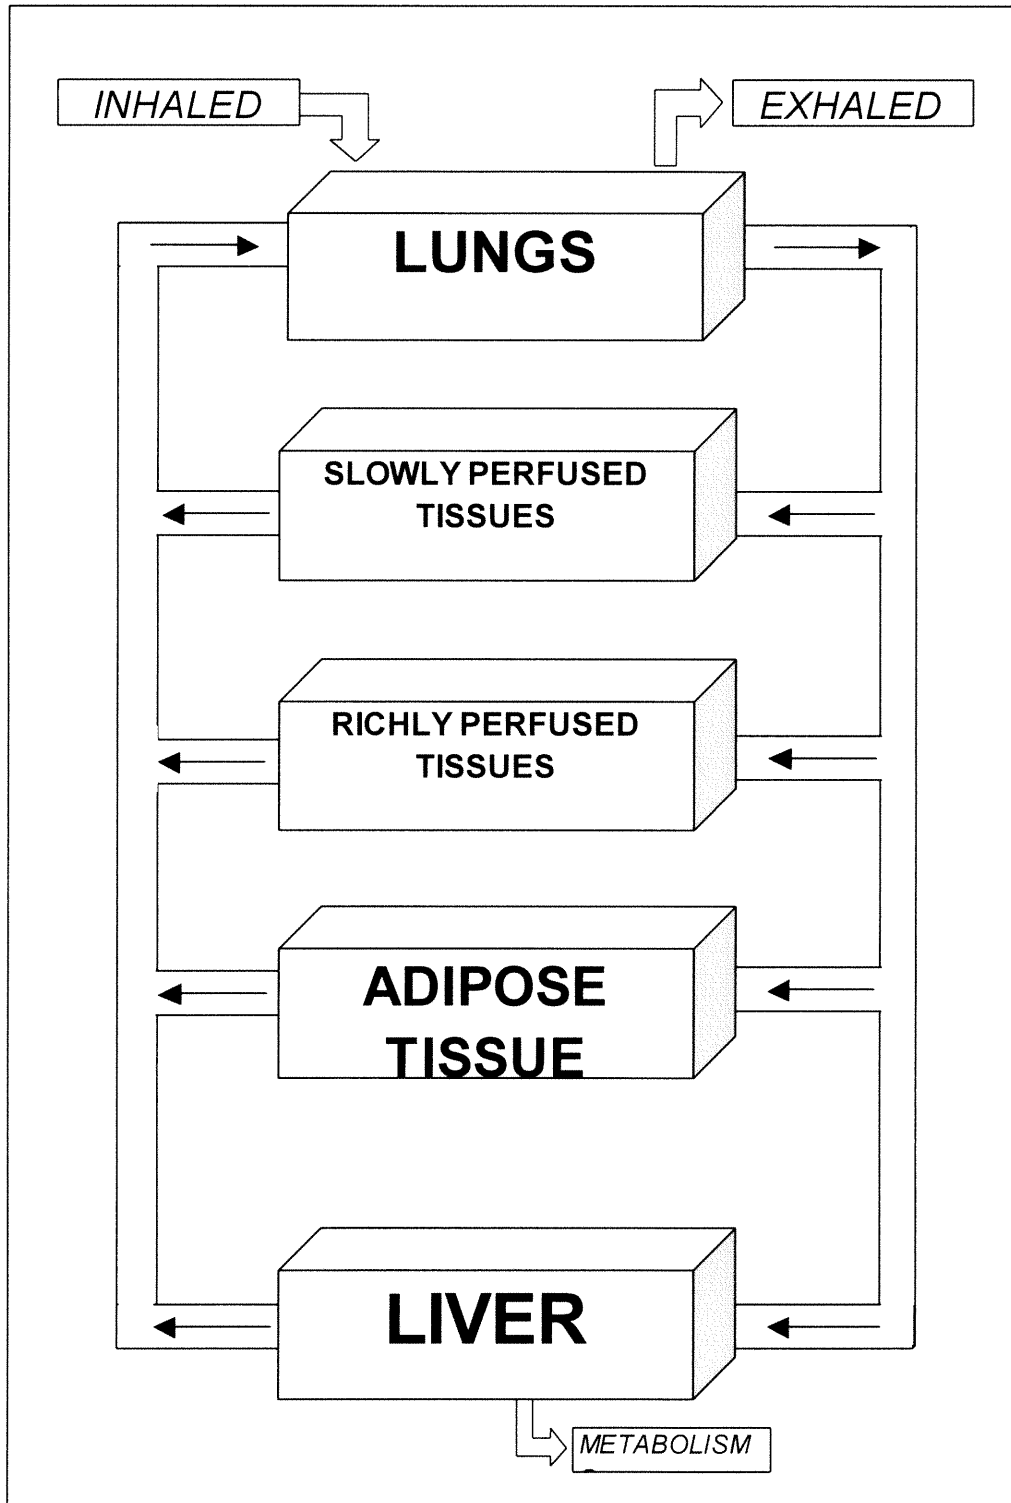 INHALED
EXHALED
LUNGS
SLOWLY PERFUSED
TISSUES
RICHLY PERFUSED
TISSUES
ADIPOSE
TISSUE
LIVER
METABOLISM